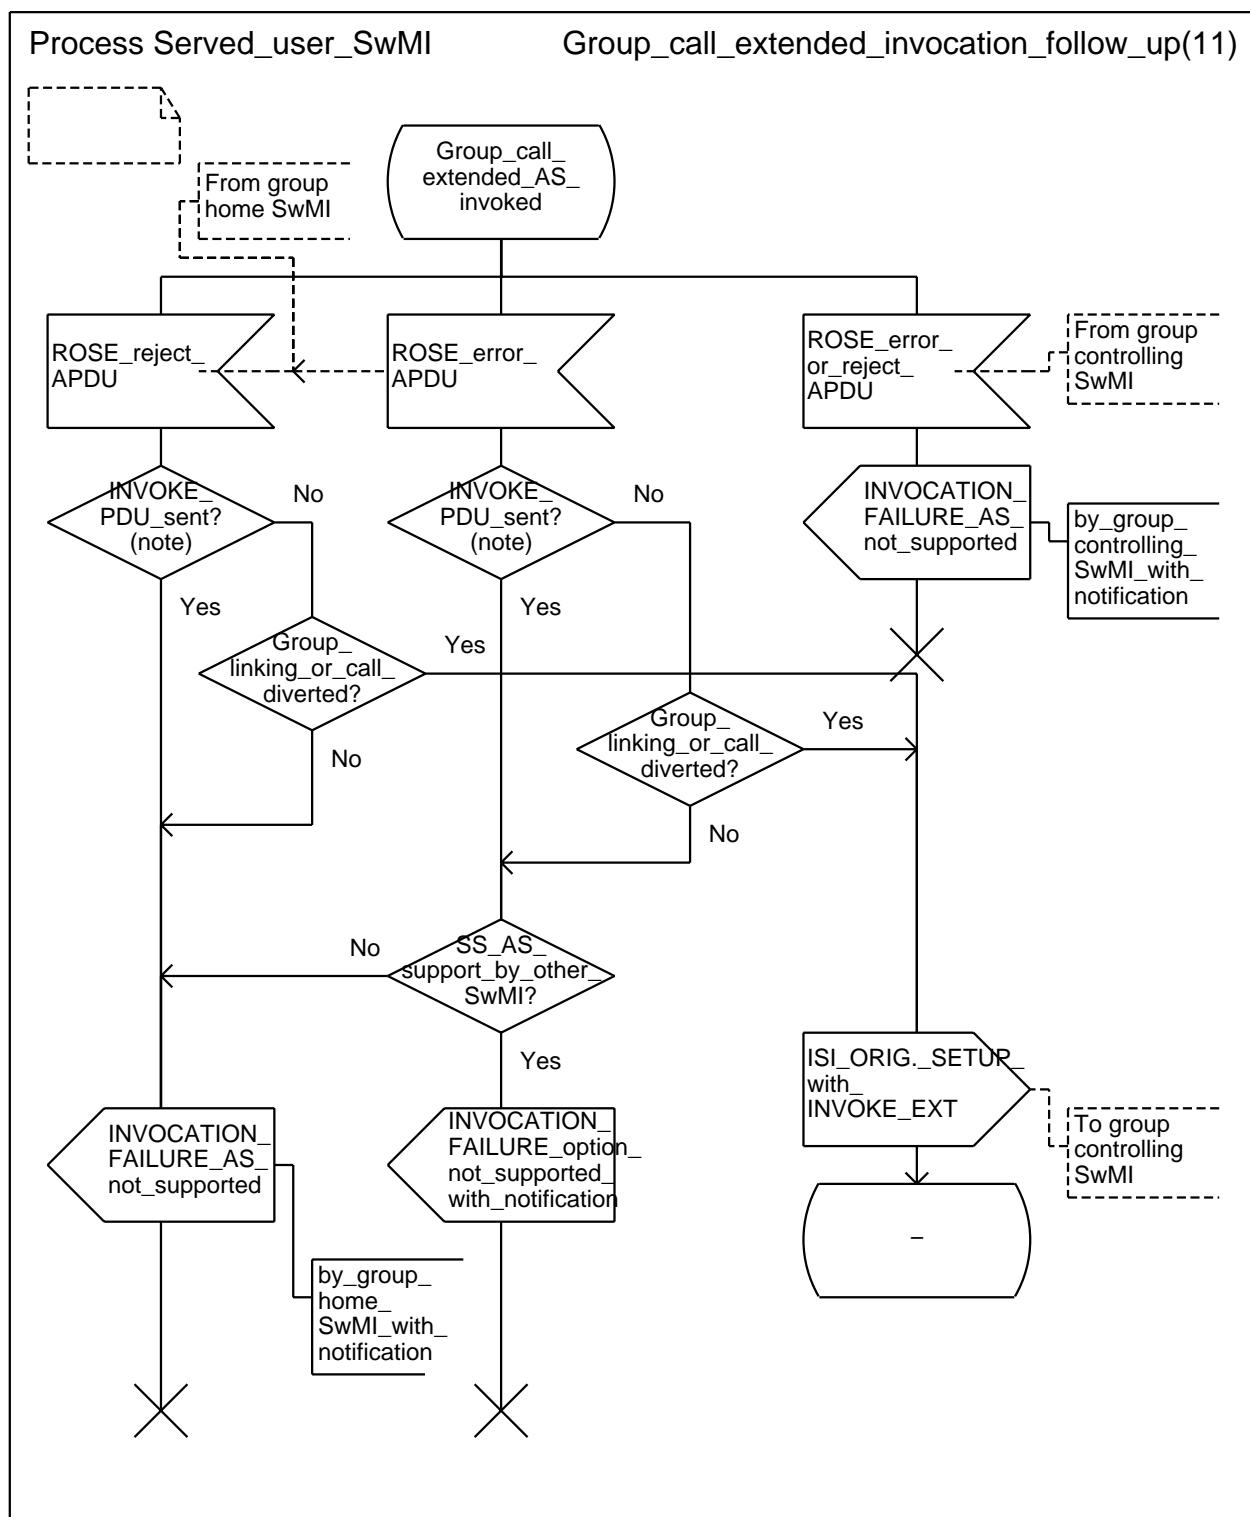 Process Served_user_SwMI
Group_call_extended_invocation_follow_up(11)
Group_call_
extended_AS_
invoked
From group
home SwMI
ROSE_reject_
APDU
ROSE_error_
APDU
ROSE_error_
or_reject_
APDU
From group
controlling
SwMI
INVOKE_
PDU_sent?
(note)
No
INVOKE_
PDU_sent?
(note)
No
INVOCATION_
FAILURE_AS_
not_supported
by_group_
controlling_
SwMI_with_
notification
Yes
Yes
Group_
linking_or_call_
diverted?
Yes
No
Group_
linking_or_call_
diverted?
Yes
No
No
SS_AS_
support_by_other_
SwMI?
Yes
ISI_ORIG._SETUP_
with_
INVOKE_EXT
To group
controlling
SwMI
INVOCATION_
FAILURE_AS_
not_supported
INVOCATION_
FAILURE_option_
not_supported_
with_notification
–
by_group_
home_
SwMI_with_
notification